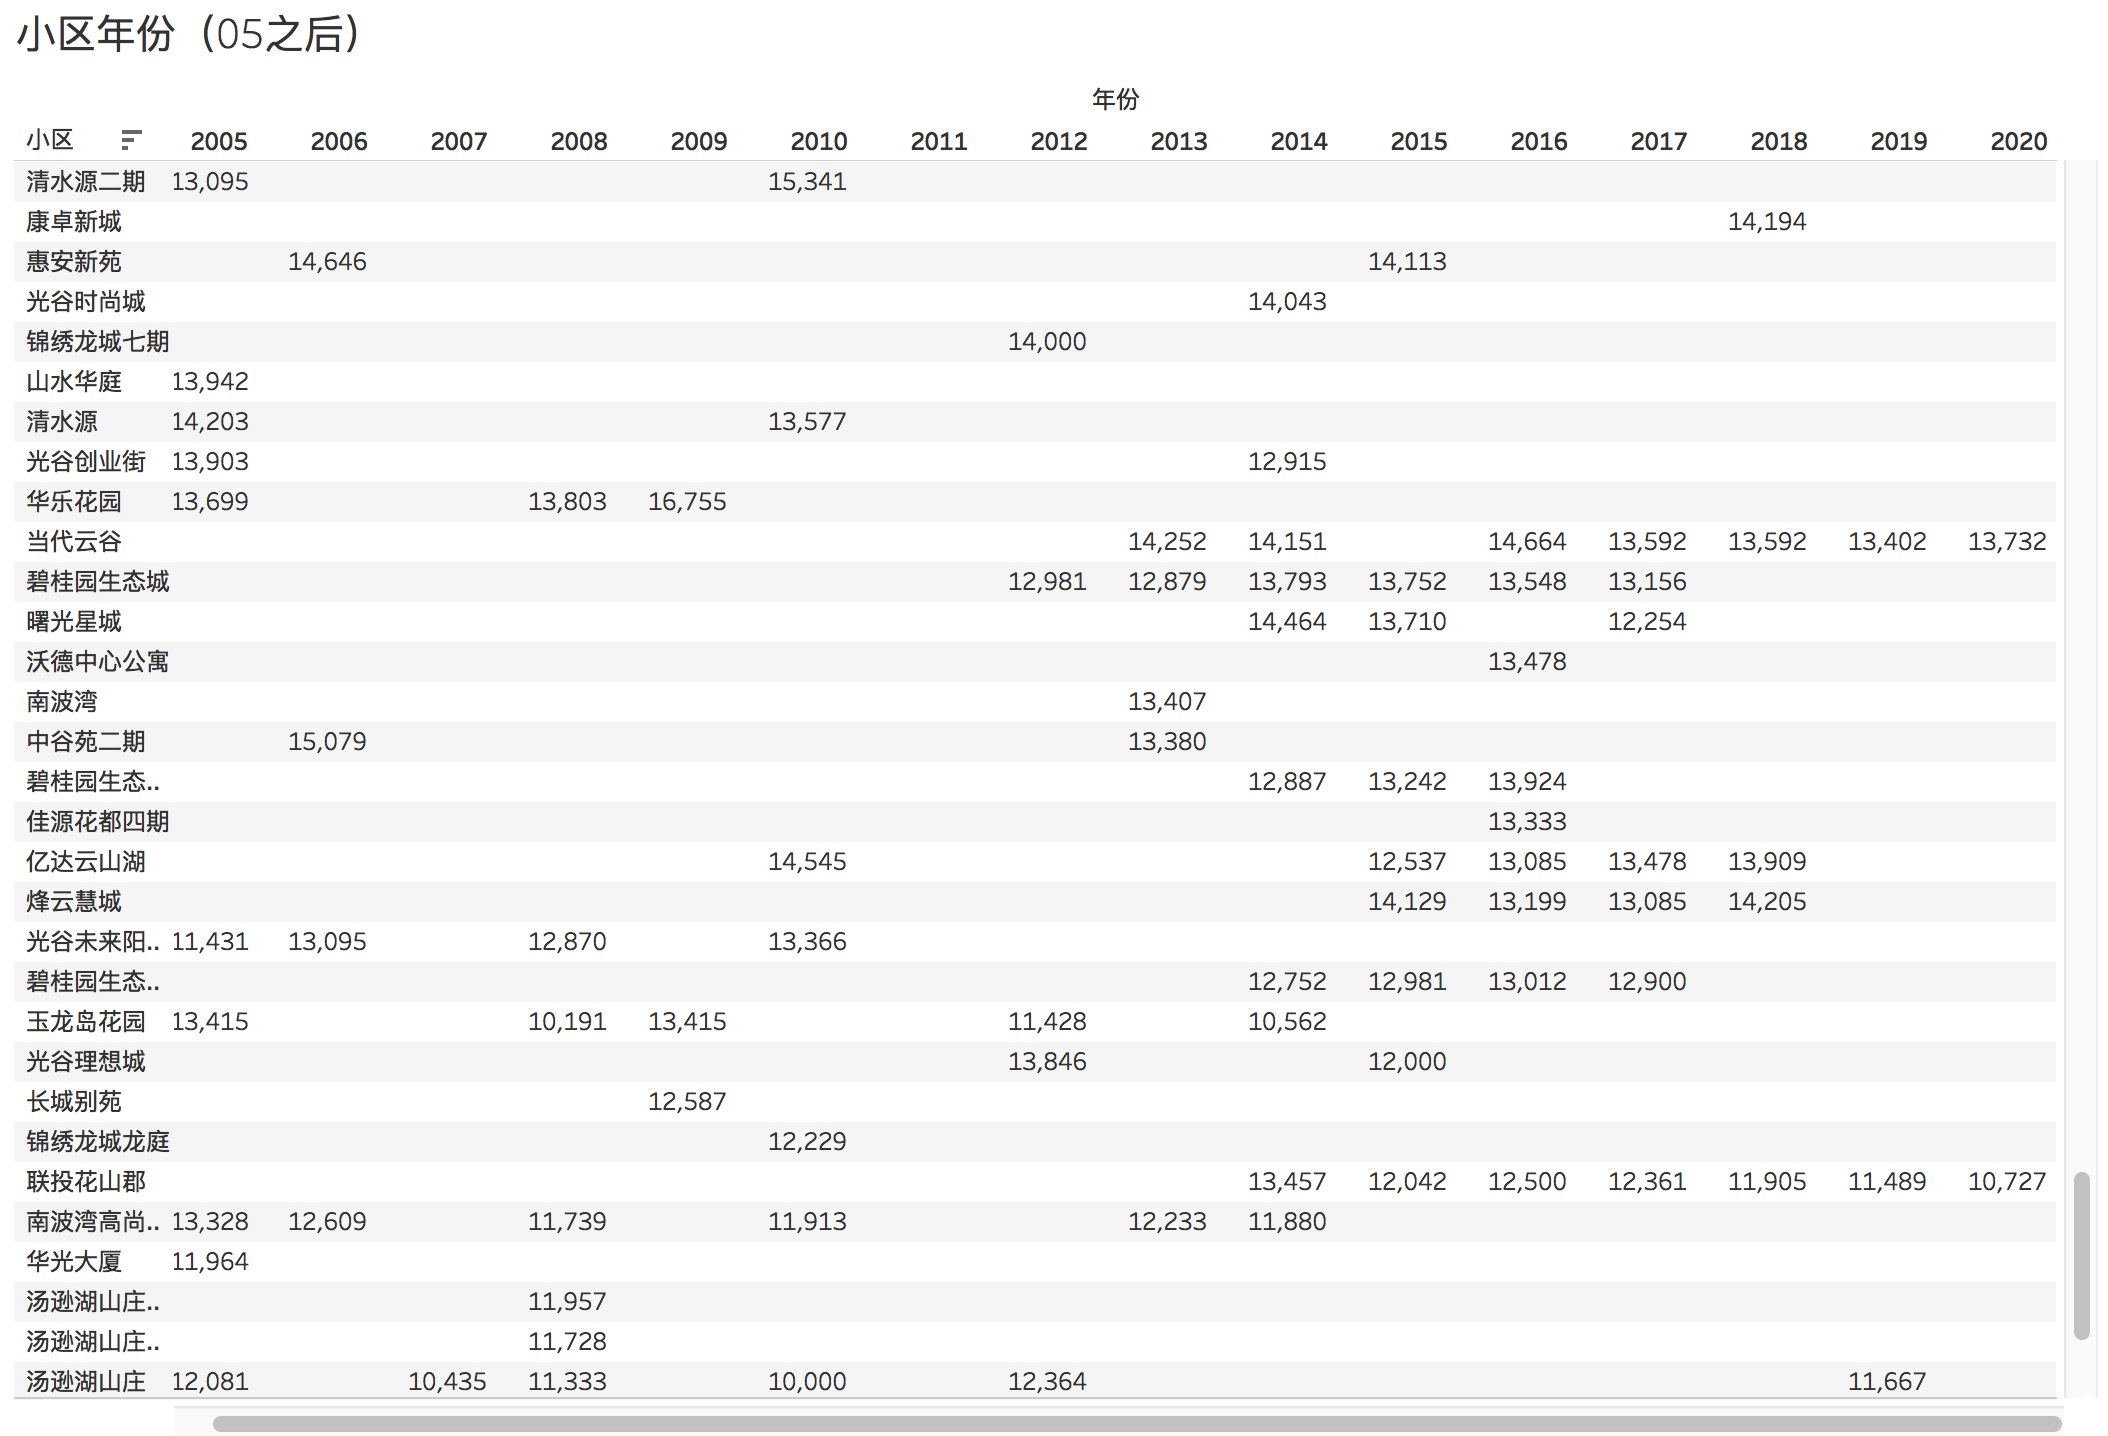 小区年份（05之后）
年份
小区 2005 2006 2007 2008 2009 2010 2011 2012 2013 2014 2015 2016 2017 2018 2019 2020
清水源二期 13,095 15,341
康卓新城 14,194
惠安新苑 14,646 14,113
光谷时尚城 14,043
锦绣龙城七期 14,000
山水华庭 13,942
清水源 14,203 13,577
光谷创业街 13,903 12,915
华乐花园 13,699 13,803 16,755
当代云谷 14,252 14,151 14,664 13,592 13,592 13,402 13,732
碧桂园生态城 12,981 12,879 13,793 13,752 13,548 13,156
曙光星城 14,464 13,710 12,254
沃德中心公寓 13,478
南波湾 13,407
中谷苑二期 15,079 13,380
碧桂园生态.. 12,887 13,242 13,924
佳源花都四期 13,333
亿达云山湖 14,545 12,537 13,085 13,478 13,909
烽云慧城 14,129 13,199 13,085 14,205
光谷未来阳.. 11,431 13,095 12,870 13,366
碧桂园生态.. 12,752 12,981 13,012 12,900
玉龙岛花园 13,415 10,191 13,415 11,428 10,562
光谷理想城 13,846 12,000
长城别苑 12,587
锦绣龙城龙庭 12,229
联投花山郡 13,457 12,042 12,500 12,361 11,905 11,489 10,727
南波湾高尚.. 13,328 12,609 11,739 11,913 12,233 11,880
华光大厦 11,964
汤逊湖山庄.. 11,957
汤逊湖山庄.. 11,728
汤逊湖山庄 12,081 10,435 11,333 10,000 12,364 11,667